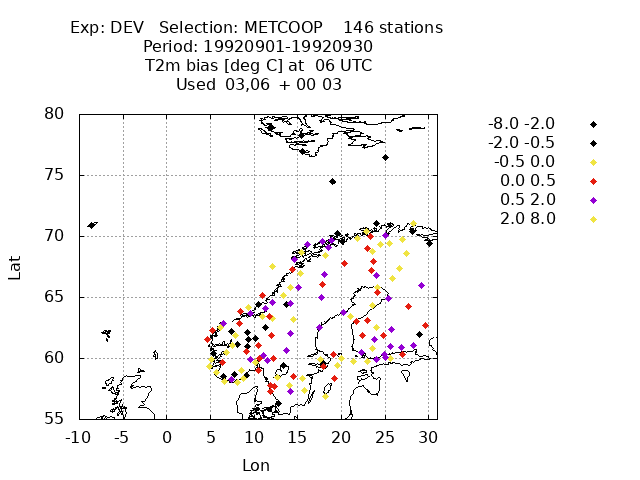 Exp: DEV   Selection: METCOOP    146 stations
Period: 19920901-19920930
T2m bias [deg C] at  06 UTC
Used  03,06  + 00 03
80
75
70
65
60
55
-10 -5 0 5 10 15 20 25 30
Lat
Lon
-8.0 -2.0
-2.0 -0.5
-0.5 0.0
0.0 0.5
0.5 2.0
2.0 8.0